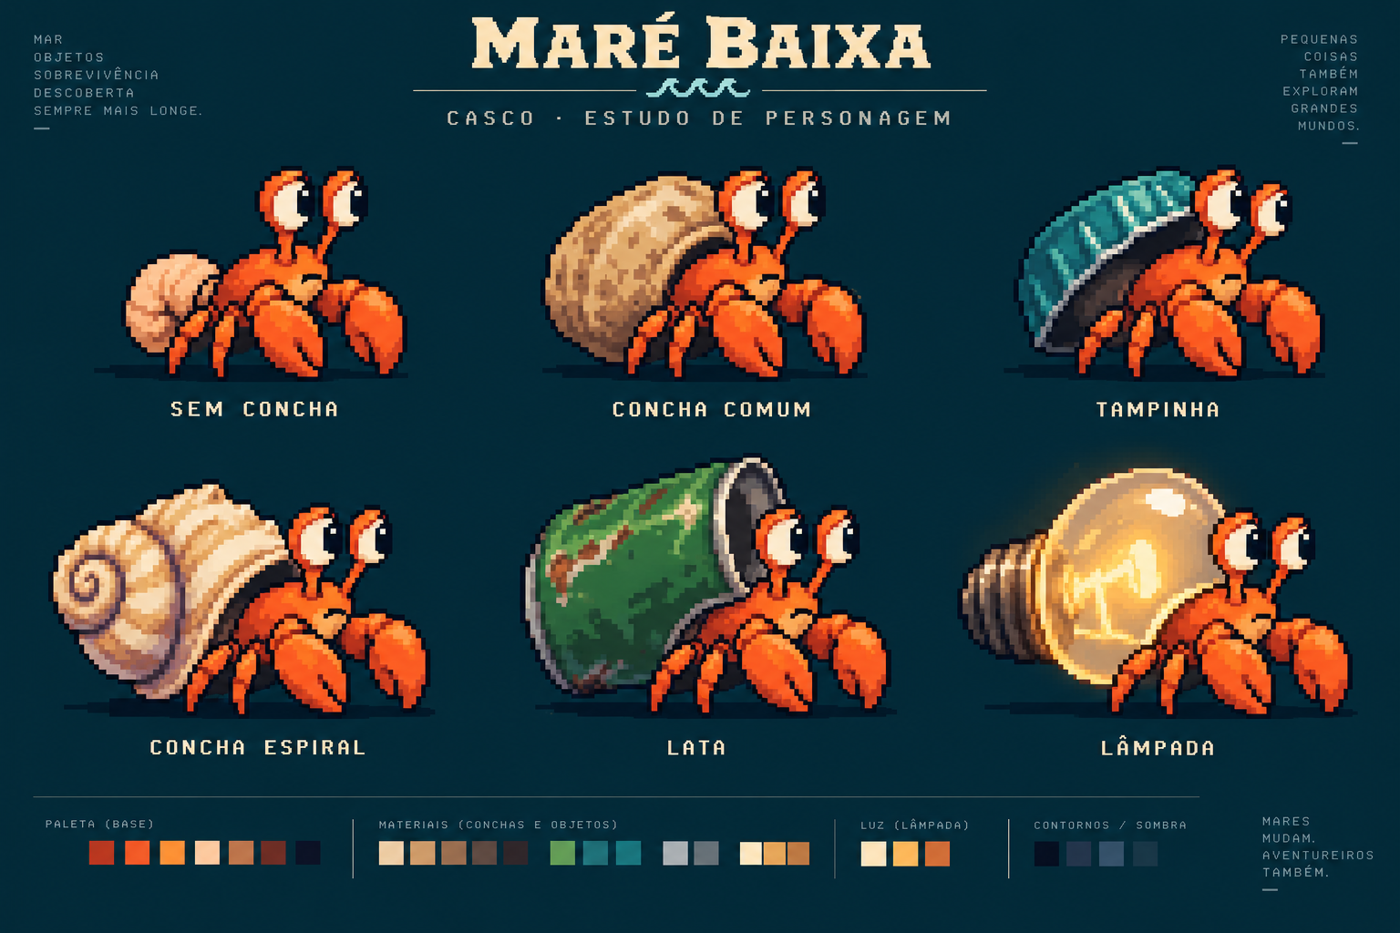 MAR
OBJETOS
SOBREVIVÊNCIA
DESCOBERTA
SEMPRE MAIS LONGE.
MARÉ BAIXA
CASCO · ESTUDO DE PERSONAGEM
PEQUENAS
COISAS
TAMBÉM
EXPLORAM
GRANDES
MUNDOS.
SEM CONCHA
CONCHA COMUM
TAMPINHA
CONCHA ESPIRAL
LATA
LÂMPADA
PALETA (BASE)
MATERIAIS (CONCHAS E OBJETOS)
LUZ (LÂMPADA)
CONTORNOS / SOMBRA
MARES
MUDAM.
AVENTUREIROS
TAMBÉM.